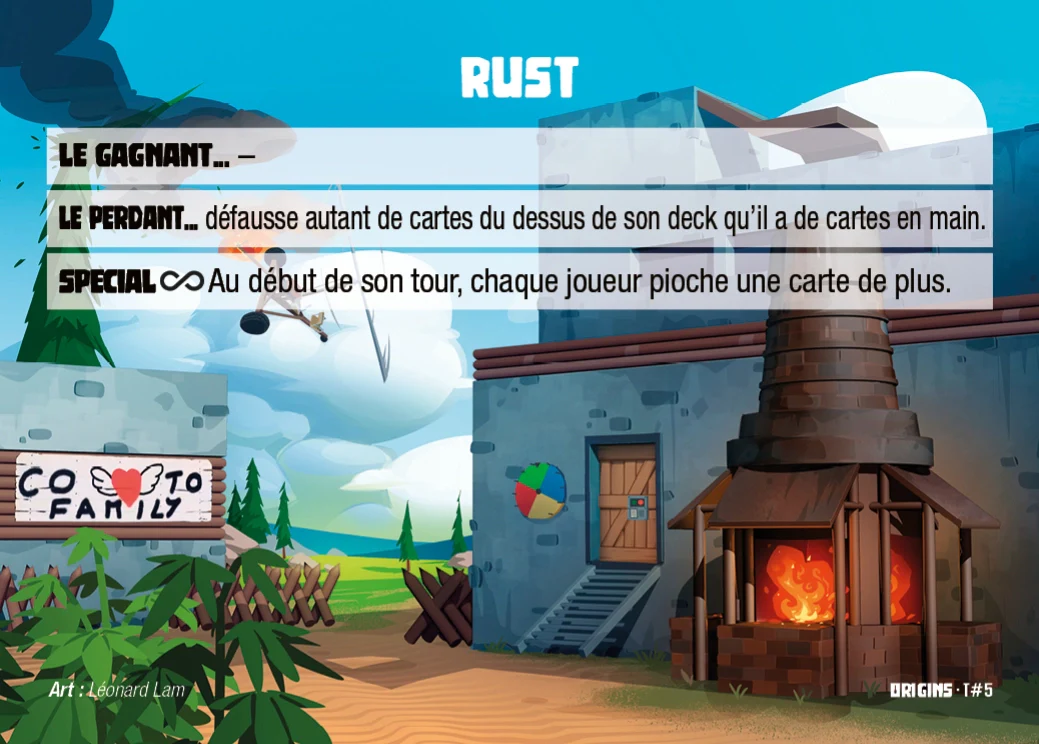 RUST
LE GAGNANT... –
LE PERDANT... défausse autant de cartes du dessus de son deck qu'il a de cartes en main.
SPECIAL ∞ Au début de son tour, chaque joueur pioche une carte de plus.
CO TO
FAMILY
Art : Léonard Lam
ORIGINS · T#5